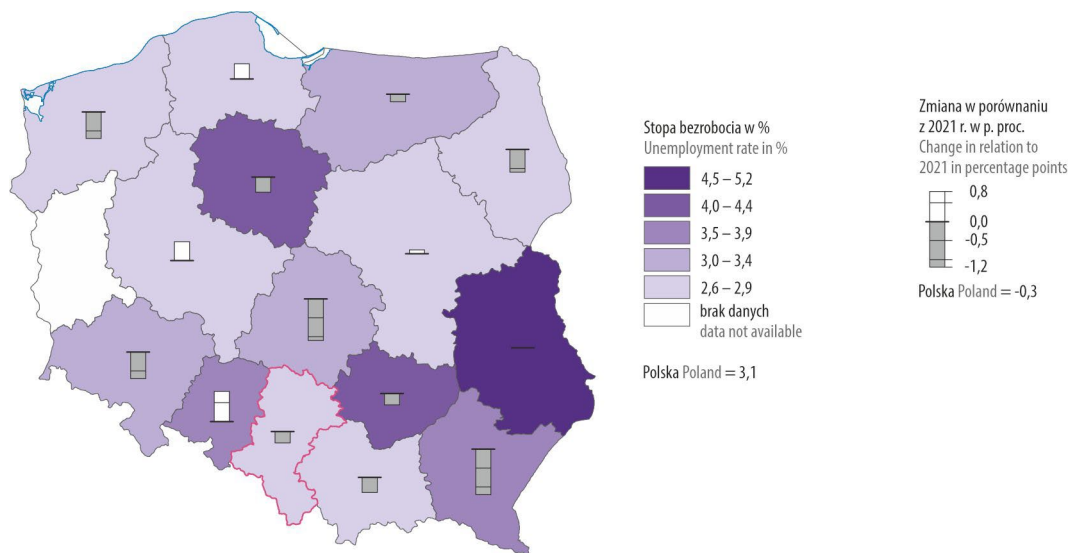 Stopa bezrobocia w %
Unemployment rate in %
4,5 – 5,2
4,0 – 4,4
3,5 – 3,9
3,0 – 3,4
2,6 – 2,9
brak danych
data not available
Polska Poland = 3,1
Zmiana w porównaniu
z 2021 r. w p. proc.
Change in relation to
2021 in percentage points
0,8
0,0
-0,5
-1,2
Polska Poland = -0,3